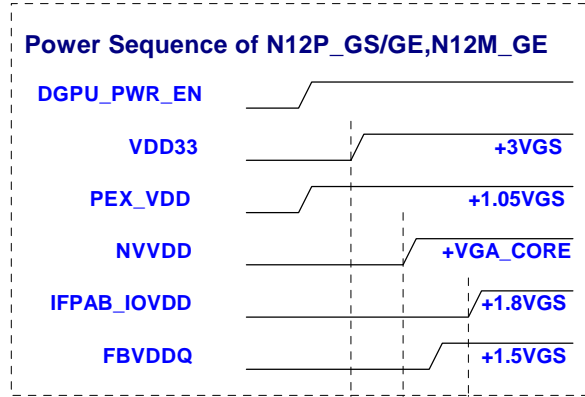 Power Sequence of N12P_GS/GE,N12M_GE
DGPU_PWR_EN
VDD33 +3VGS
PEX_VDD +1.05VGS
NVVDD +VGA_CORE
IFPAB_IOVDD +1.8VGS
FBVDDQ +1.5VGS